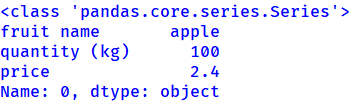 <class 'pandas.core.series.Series'>
fruit name       apple
quantity (kg)      100
price              2.4
Name: 0, dtype: object